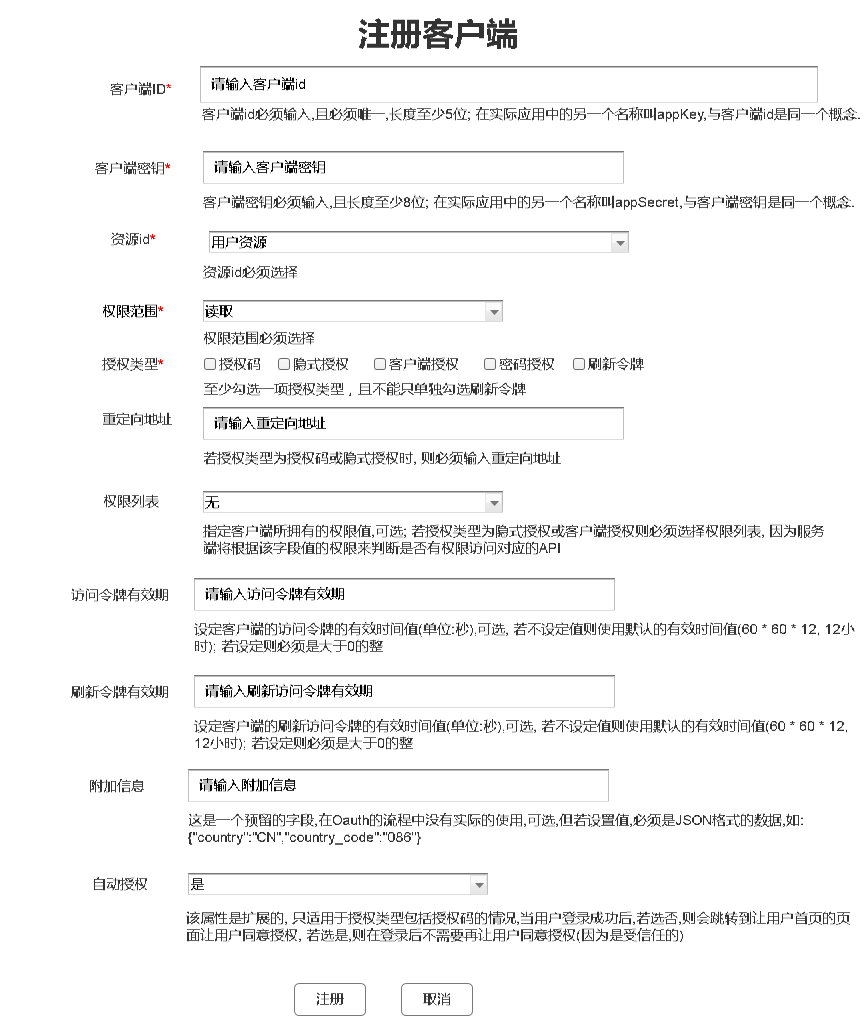 注册客户端
客户端ID* 请输入客户端id
客户端id必须输入,且必须唯一,长度至少5位; 在实际应用中的另一个名称叫appKey,与客户端id是同一个概念.
客户端密钥* 请输入客户端密钥
客户端密钥必须输入,且长度至少8位; 在实际应用中的另一个名称叫appSecret,与客户端密钥是同一个概念.
资源id* 用户资源
资源id必须选择
权限范围* 读取
权限范围必须选择
授权类型* 授权码 隐式授权 客户端授权 密码授权 刷新令牌
至少勾选一项授权类型，且不能只单独勾选刷新令牌
重定向地址 请输入重定向地址
若授权类型为授权码或隐式授权时, 则必须输入重定向地址
权限列表 无
指定客户端所拥有的权限值,可选; 若授权类型为隐式授权或客户端授权则必须选择权限列表, 因为服务
端将根据该字段值的权限来判断是否有权限访问对应的API
访问令牌有效期 请输入访问令牌有效期
设定客户端的访问令牌的有效时间值(单位:秒),可选, 若不设定值则使用默认的有效时间值(60 * 60 * 12, 12小
时); 若设定则必须是大于0的整
刷新令牌有效期 请输入刷新访问令牌有效期
设定客户端的刷新访问令牌的有效时间值(单位:秒),可选, 若不设定值则使用默认的有效时间值(60 * 60 * 12,
12小时); 若设定则必须是大于0的整
附加信息 请输入附加信息
这是一个预留的字段,在Oauth的流程中没有实际的使用,可选,但若设置值,必须是JSON格式的数据,如:
{"country":"CN","country_code":"086"}
自动授权 是
该属性是扩展的, 只适用于授权类型包括授权码的情况,当用户登录成功后,若选否,则会跳转到让用户首页的页
面让用户同意授权, 若选是,则在登录后不需要再让用户同意授权(因为是受信任的)
注册 取消